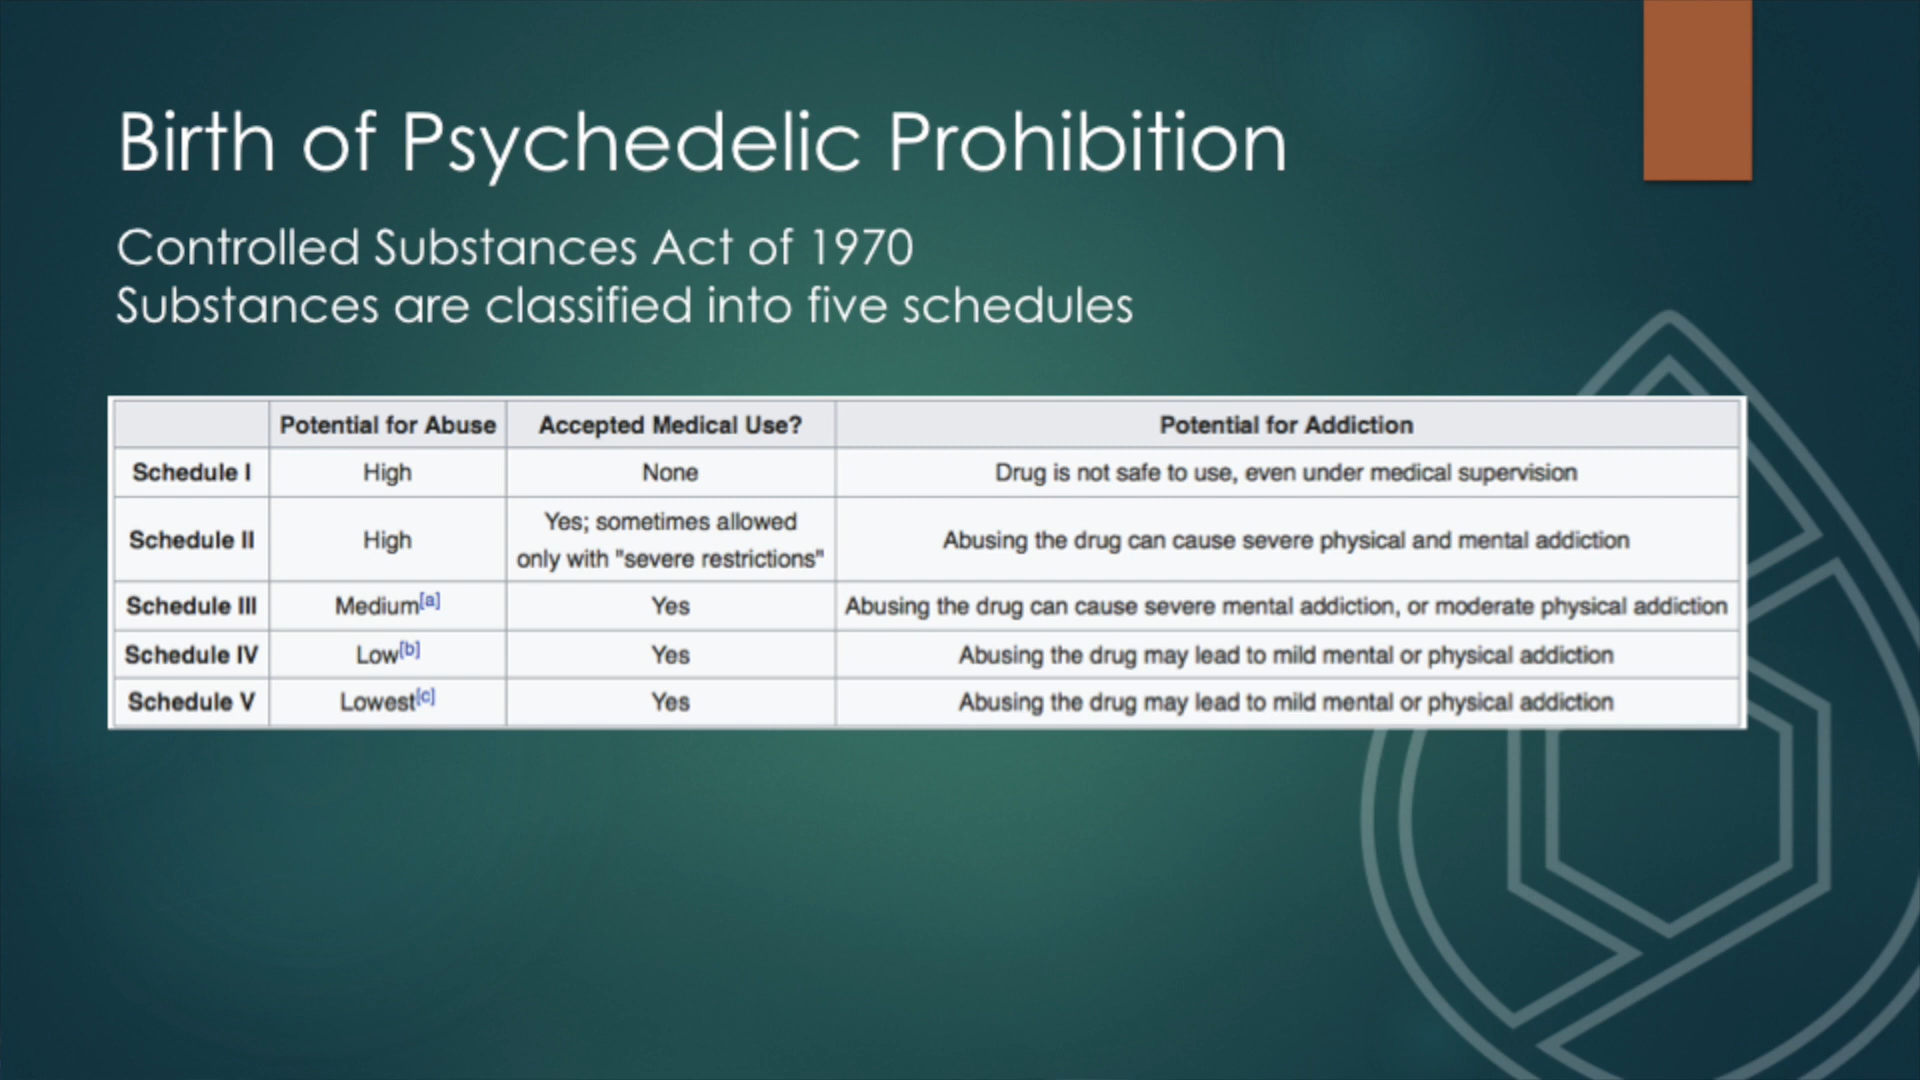 Birth of Psychedelic Prohibition
Controlled Substances Act of 1970
Substances are classified into five schedules
Potential for Abuse Accepted Medical Use? Potential for Addiction
Schedule I High None Drug is not safe to use, even under medical supervision
Schedule II High Yes; sometimes allowed
only with "severe restrictions" Abusing the drug can cause severe physical and mental addiction
Schedule III Medium[a] Yes Abusing the drug can cause severe mental addiction, or moderate physical addiction
Schedule IV Low[b] Yes Abusing the drug may lead to mild mental or physical addiction
Schedule V Lowest[c] Yes Abusing the drug may lead to mild mental or physical addiction